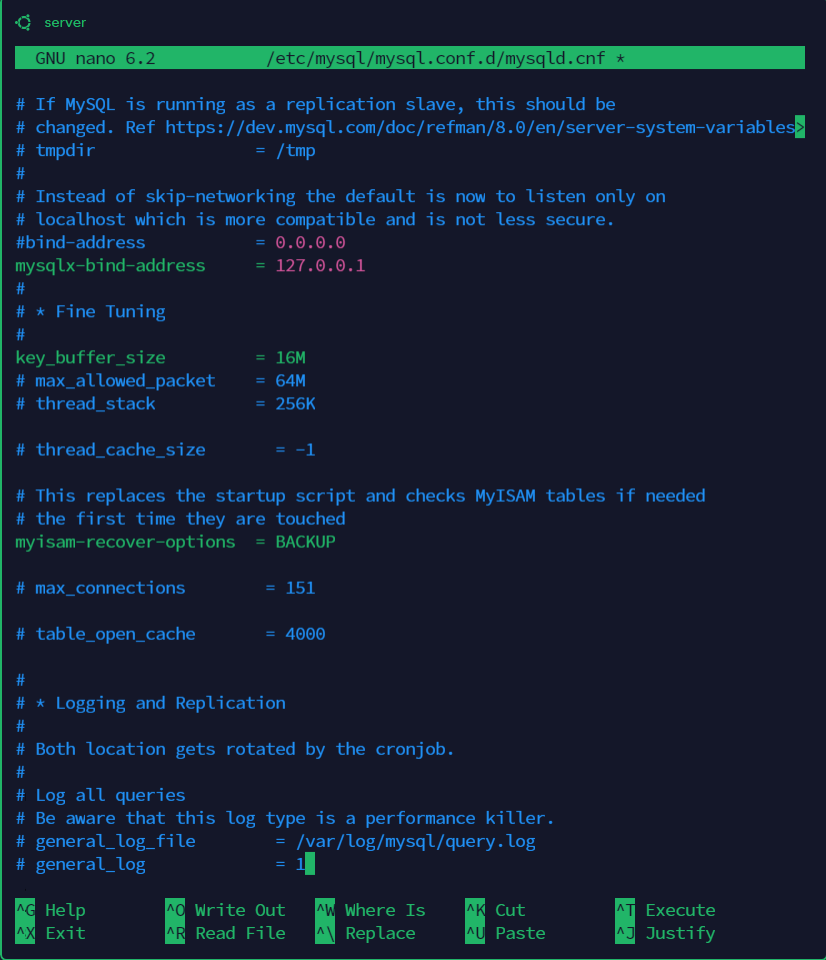 server
GNU nano 6.2 /etc/mysql/mysql.conf.d/mysqld.cnf *
# If MySQL is running as a replication slave, this should be
# changed. Ref https://dev.mysql.com/doc/refman/8.0/en/server-system-variables>
# tmpdir = /tmp
#
# Instead of skip-networking the default is now to listen only on
# localhost which is more compatible and is not less secure.
#bind-address = 0.0.0.0
mysqlx-bind-address = 127.0.0.1
#
# * Fine Tuning
#
key_buffer_size = 16M
# max_allowed_packet = 64M
# thread_stack = 256K
# thread_cache_size = -1
# This replaces the startup script and checks MyISAM tables if needed
# the first time they are touched
myisam-recover-options = BACKUP
# max_connections = 151
# table_open_cache = 4000
#
# * Logging and Replication
#
# Both location gets rotated by the cronjob.
#
# Log all queries
# Be aware that this log type is a performance killer.
# general_log_file = /var/log/mysql/query.log
# general_log = 1
^G Help ^O Write Out ^W Where Is ^K Cut ^T Execute
^X Exit ^R Read File ^\ Replace ^U Paste ^J Justify